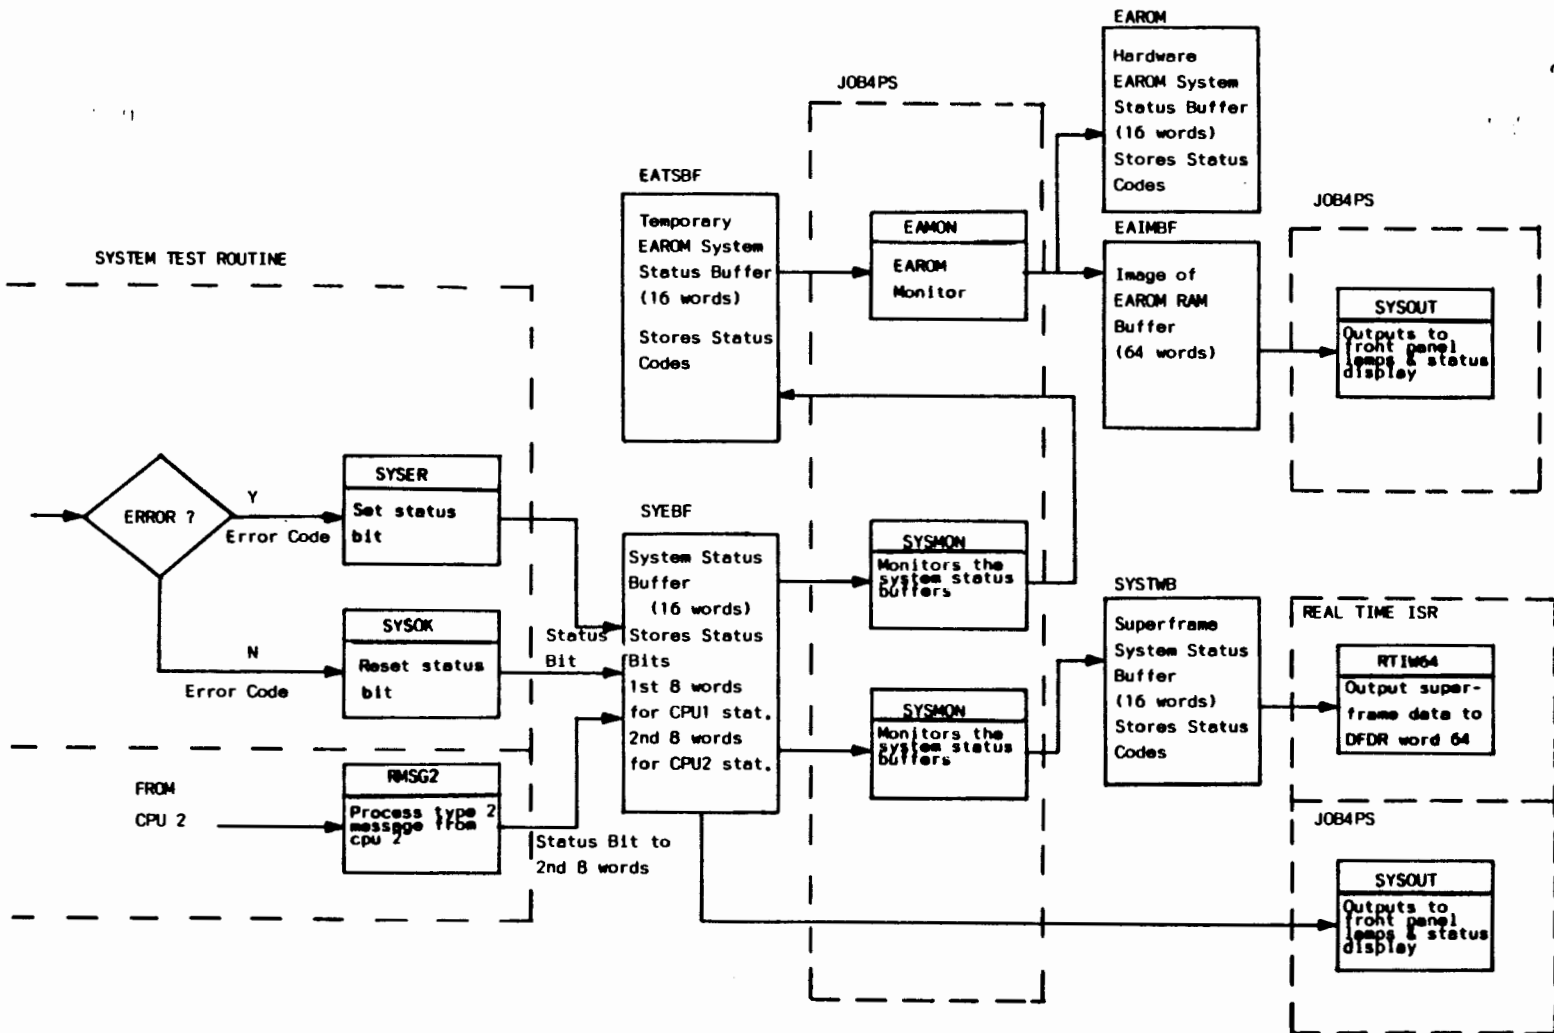 SYSTEM TEST ROUTINE
ERROR ?
Y
Error Code
N
Error Code
SYSER
Set status
bit
SYSOK
Reset status
bit
FROM
CPU 2
RMSG2
Process type 2
message from
cpu 2
Status
Bit
Status Bit to
2nd 8 words
EATSBF
Temporary
EAROM System
Status Buffer
(16 words)
Stores Status
Codes
SYEBF
System Status
Buffer
(16 words)
Stores Status
Bits
1st 8 words
for CPU1 stat.
2nd 8 words
for CPU2 stat.
JOB4PS
EAMON
EAROM
Monitor
SYSMON
Monitors the
system status
buffers
SYSMON
Monitors the
system status
buffers
EAROM
Hardware
EAROM System
Status Buffer
(16 words)
Stores Status
Codes
EAIMBF
Image of
EAROM RAM
Buffer
(64 words)
SYSTWB
Superframe
System Status
Buffer
(16 words)
Stores Status
Codes
JOB4PS
SYSOUT
Outputs to
front panel
lamps & status
display
REAL TIME ISR
RTIW64
Output super-
frame data to
DFDR word 64
JOB4PS
SYSOUT
Outputs to
front panel
lamps & status
display